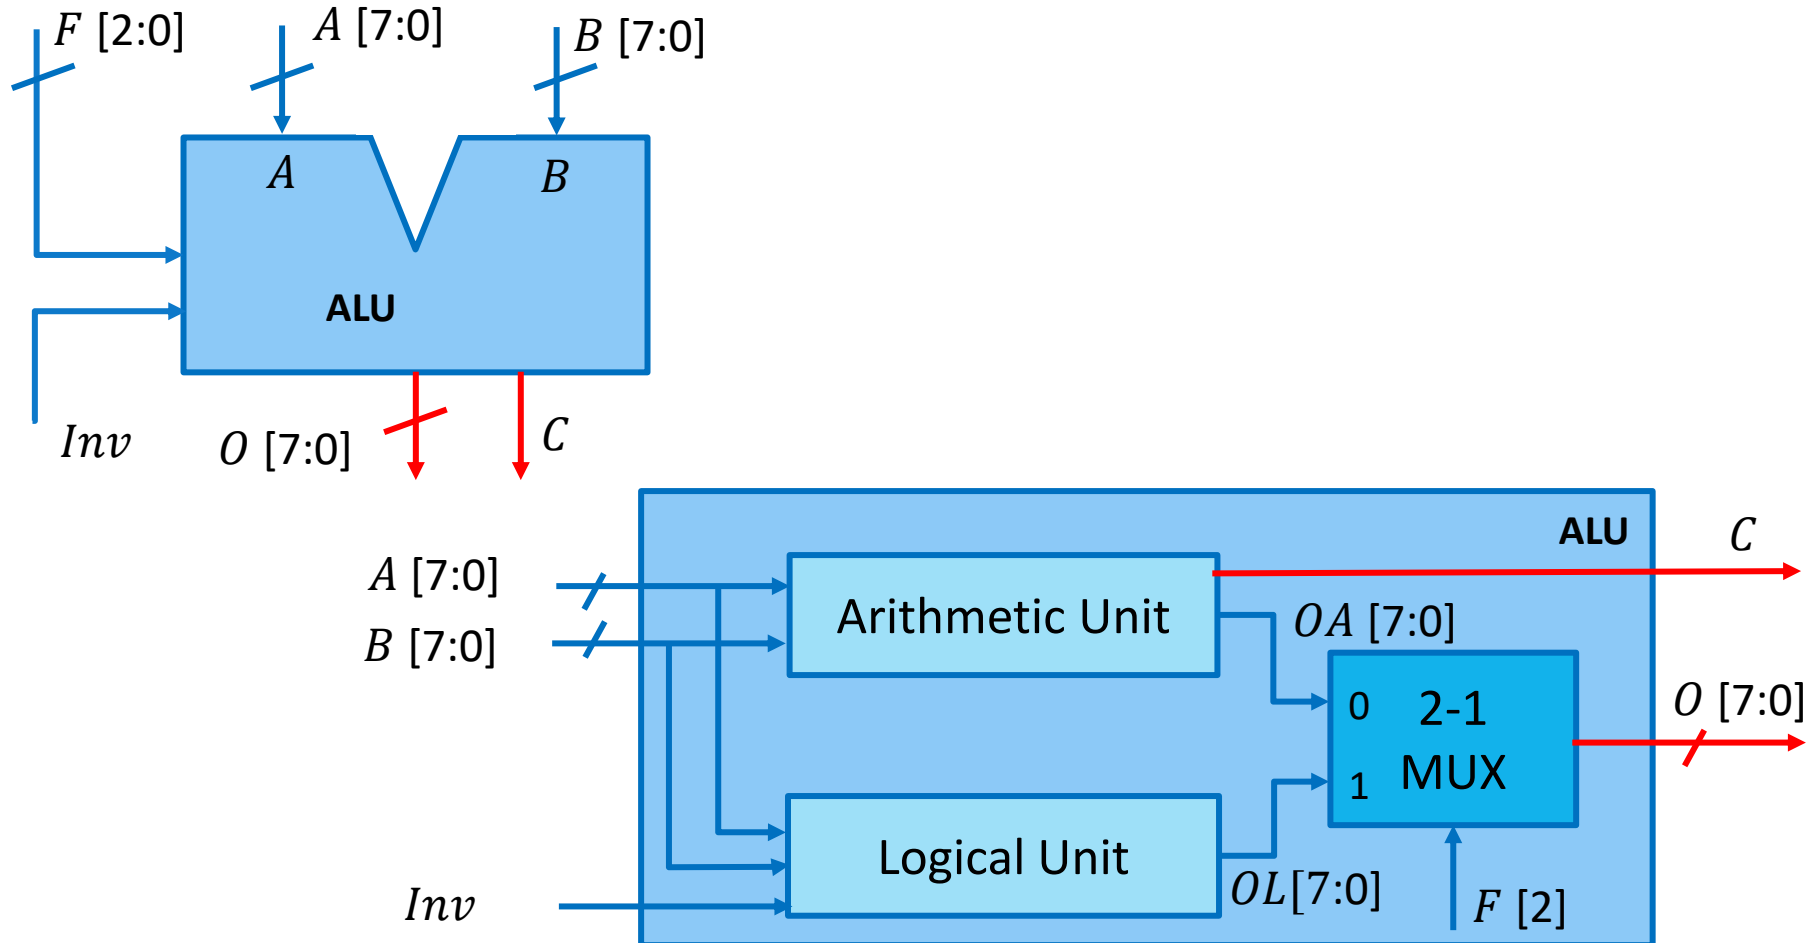 F [2:0]
A [7:0]
B [7:0]
A
B
ALU
Inv
O [7:0]
C
ALU
C
A [7:0]
B [7:0]
Arithmetic Unit
OA [7:0]
0 2-1
1 MUX
O [7:0]
Logical Unit
OL[7:0]
Inv
F [2]